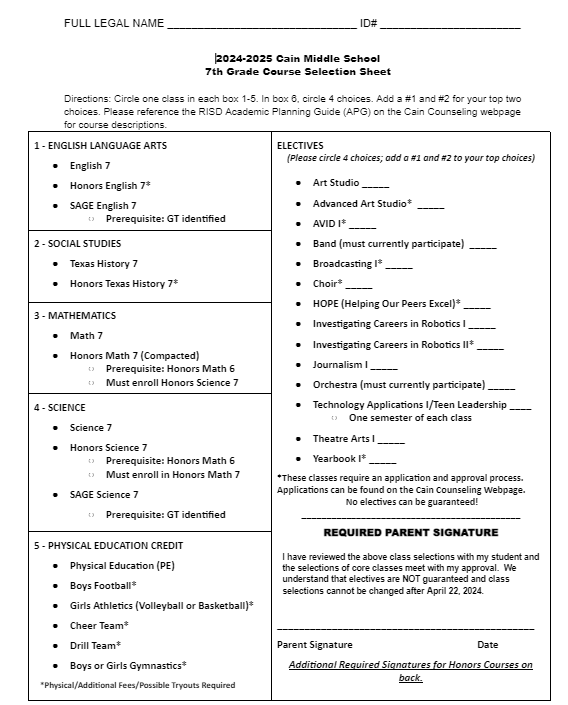 FULL LEGAL NAME ______________________________ ID# ______________________
2024-2025 Cain Middle School
7th Grade Course Selection Sheet
Directions: Circle one class in each box 1-5. In box 6, circle 4 choices. Add a #1 and #2 for your top two
choices. Please reference the RISD Academic Planning Guide (APG) on the Cain Counseling webpage
for course descriptions.
1 - ENGLISH LANGUAGE ARTS
● English 7
● Honors English 7*
● SAGE English 7
○ Prerequisite: GT identified
2 - SOCIAL STUDIES
● Texas History 7
● Honors Texas History 7*
3 - MATHEMATICS
● Math 7
● Honors Math 7 (Compacted)
○ Prerequisite: Honors Math 6
○ Must enroll Honors Science 7
4 - SCIENCE
● Science 7
● Honors Science 7
○ Prerequisite: Honors Math 6
○ Must enroll in Honors Math 7
● SAGE Science 7
○ Prerequisite: GT identified
5 - PHYSICAL EDUCATION CREDIT
● Physical Education (PE)
● Boys Football*
● Girls Athletics (Volleyball or Basketball)*
● Cheer Team*
● Drill Team*
● Boys or Girls Gymnastics*
*Physical/Additional Fees/Possible Tryouts Required
ELECTIVES
(Please circle 4 choices; add a #1 and #2 to your top choices)
● Art Studio _____
● Advanced Art Studio* _____
● AVID I* _____
● Band (must currently participate) _____
● Broadcasting I* _____
● Choir* _____
● HOPE (Helping Our Peers Excel)* _____
● Investigating Careers in Robotics I _____
● Investigating Careers in Robotics II* _____
● Journalism I _____
● Orchestra (must currently participate) _____
● Technology Applications I/Teen Leadership ____
○ One semester of each class
● Theatre Arts I _____
● Yearbook I* _____
*These classes require an application and approval process.
Applications can be found on the Cain Counseling Webpage.
No electives can be guaranteed!
________________________________________
REQUIRED PARENT SIGNATURE
I have reviewed the above class selections with my student and
the selections of core classes meet with my approval. We
understand that electives are NOT guaranteed and class
selections cannot be changed after April 22, 2024.
_______________________________________________
Parent Signature Date
Additional Required Signatures for Honors Courses on
back.